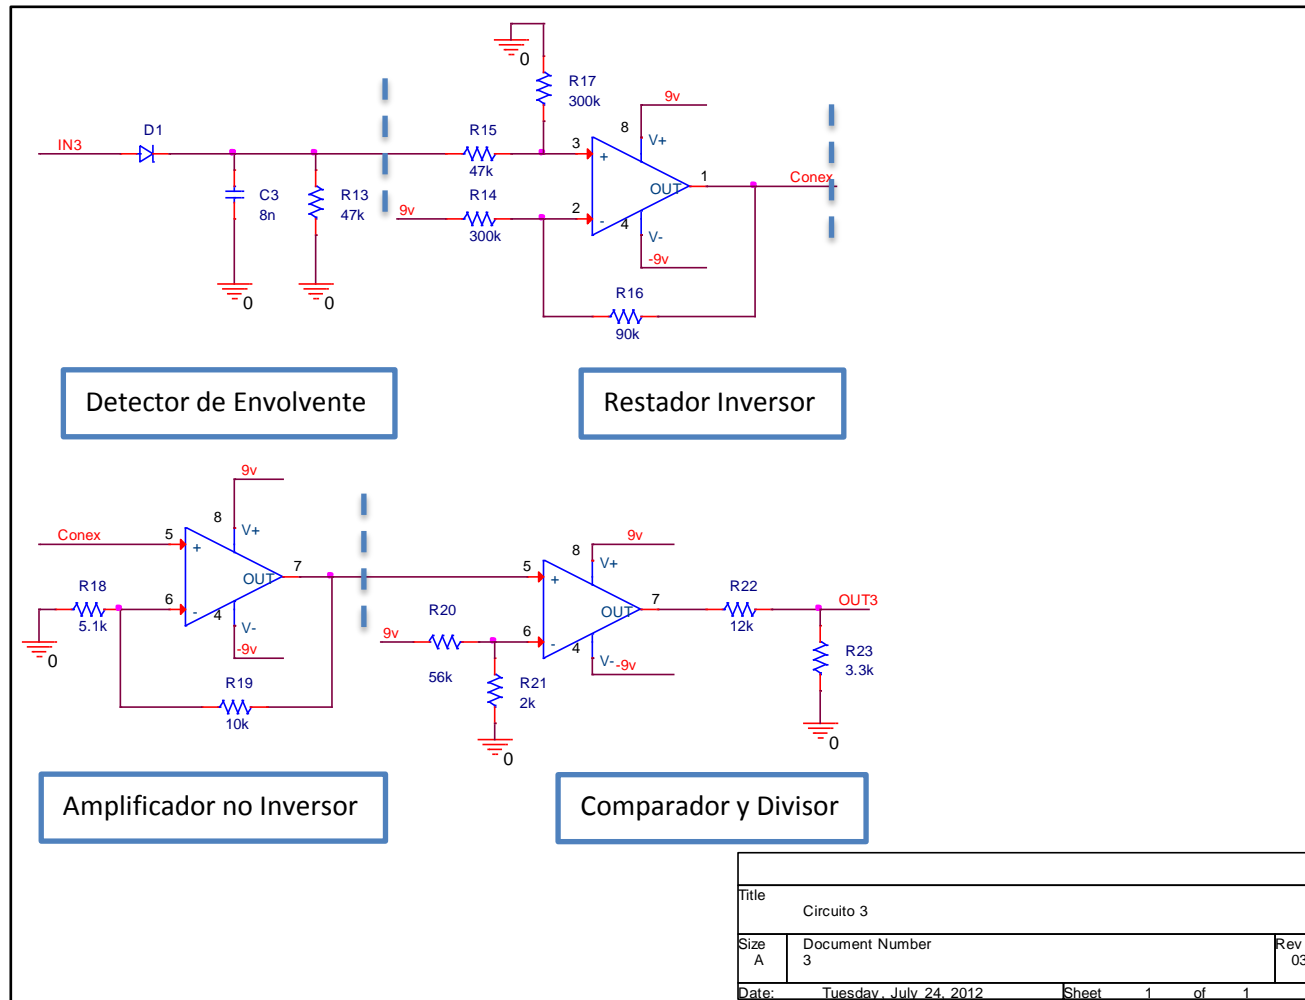 0
R17
300k
9v
IN3
D1
C3
8n
R13
47k
R15
47k
9v
R14
300k
3
+
2
-
8
V+
OUT
1
4
V-
-9v
Conex
R16
90k
0
0
Detector de Envolvente
Restador Inversor
9v
8
V+
Conex
5
+
R18
5.1k
6
-
OUT
7
4
V-
-9v
0
R19
10k
9v
R20
56k
R21
2k
0
5
+
6
-
9v
8
V+
OUT
7
4
V-
-9v
R22
12k
OUT3
R23
3.3k
0
Amplificador no Inversor
Comparador y Divisor
Title
Circuito 3
Size
A
Document Number
3
Rev
03
Date:
Tuesday, July 24, 2012
Sheet 1 of 1